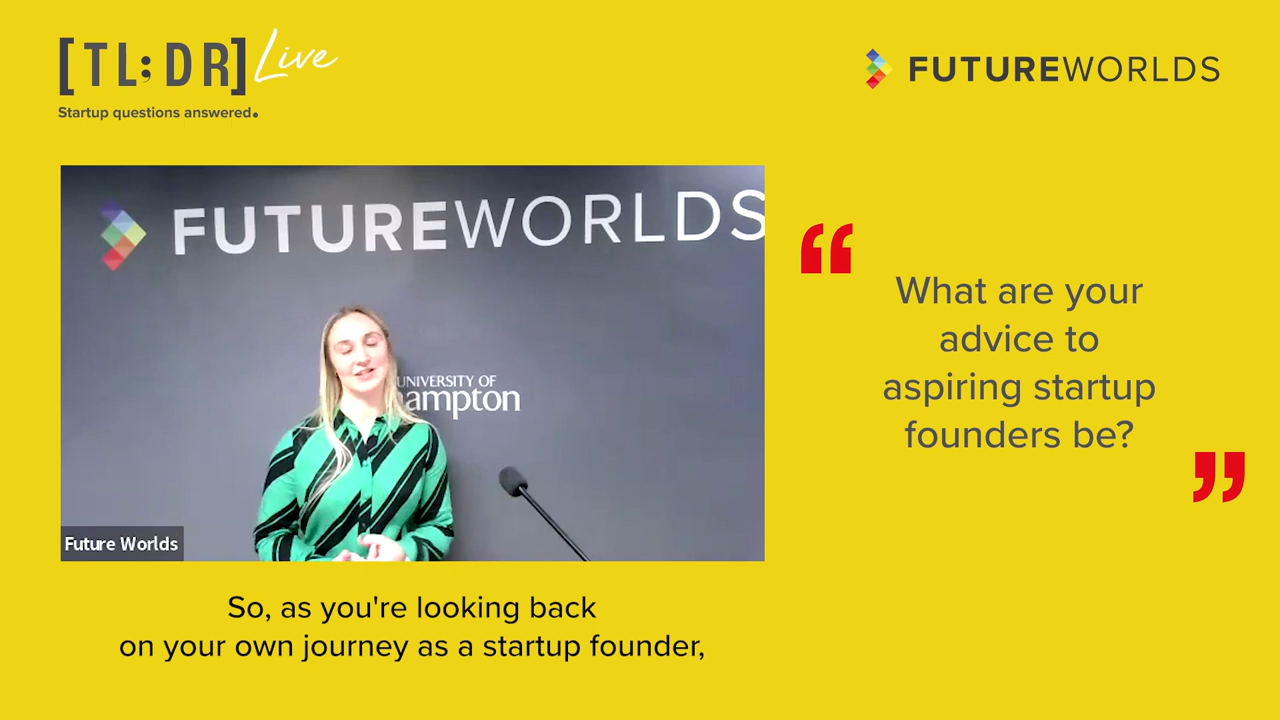 [TL;DR] Live
Startup questions answered.
FUTUREWORLDS
FUTUREWORLDS
UNIVERSITY OF
ampton
Future Worlds
“
What are your
advice to
aspiring startup
founders be?
”
So, as you're looking back
on your own journey as a startup founder,